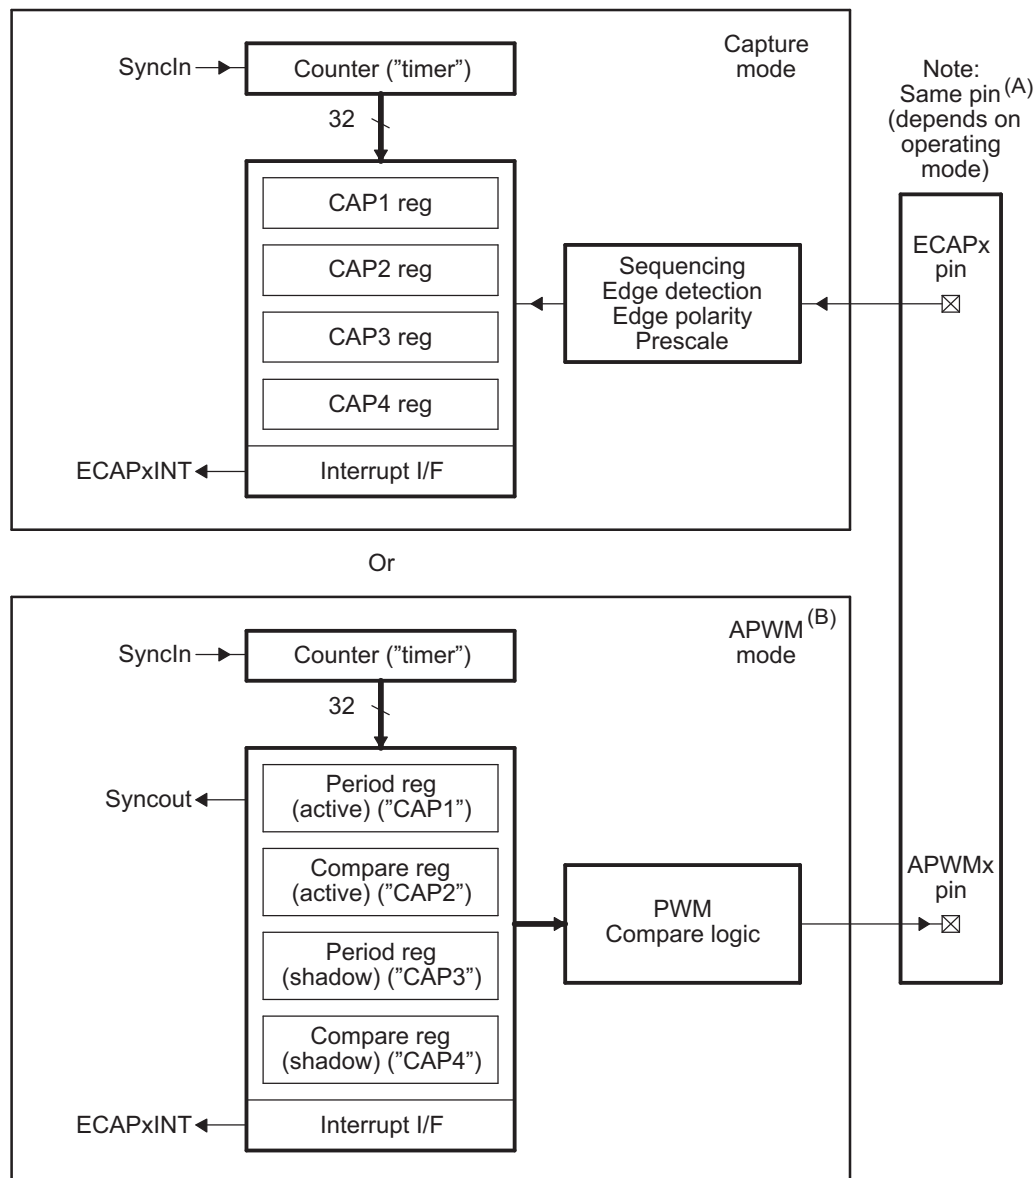 Capture
mode
SyncIn
Counter ("timer")
32
CAP1 reg
CAP2 reg
CAP3 reg
CAP4 reg
Interrupt I/F
ECAPxINT
Sequencing
Edge detection
Edge polarity
Prescale
Note:
Same pin (A)
(depends on
operating
mode)
ECAPx
pin
Or
APWM (B)
mode
SyncIn
Counter ("timer")
32
Syncout
Period reg
(active) ("CAP1")
Compare reg
(active) ("CAP2")
Period reg
(shadow) ("CAP3")
Compare reg
(shadow) ("CAP4")
Interrupt I/F
ECAPxINT
PWM
Compare logic
APWMx
pin